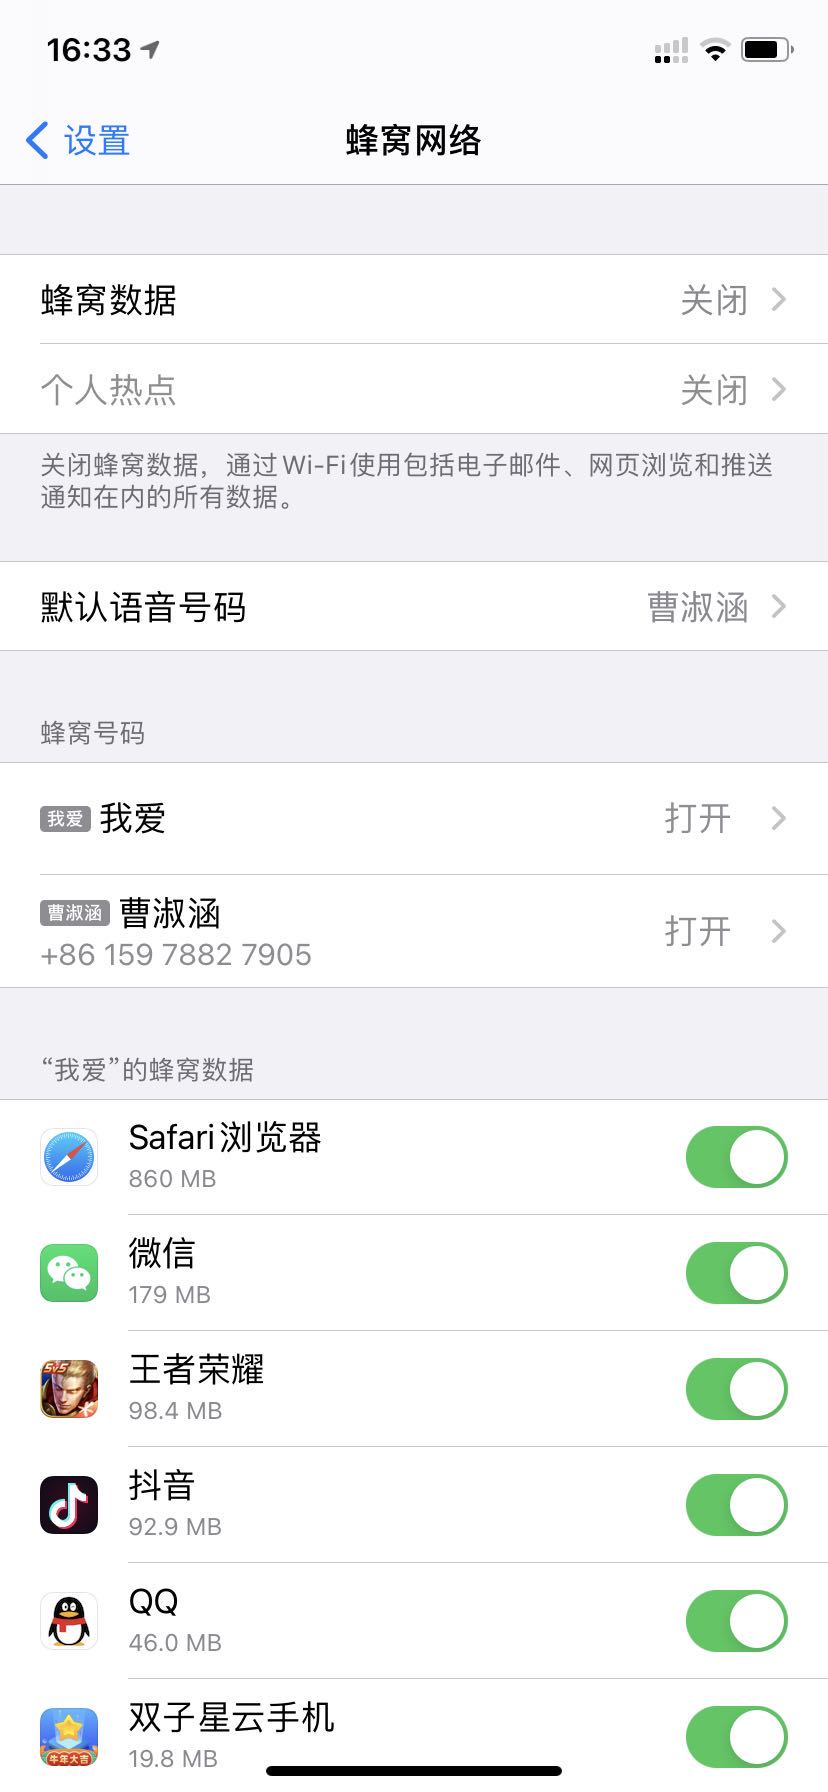 16:33
设置
蜂窝网络
蜂窝数据
关闭
个人热点
关闭
关闭蜂窝数据，通过Wi-Fi使用包括电子邮件、网页浏览和推送
通知在内的所有数据。
默认语音号码
曹淑涵
蜂窝号码
我爱 我爱
打开
曹淑涵 曹淑涵
+86 159 7882 7905
打开
“我爱”的蜂窝数据
Safari浏览器
860 MB
微信
179 MB
5v5
王者荣耀
98.4 MB
抖音
92.9 MB
QQ
46.0 MB
双子星云手机
牛年大吉
19.8 MB